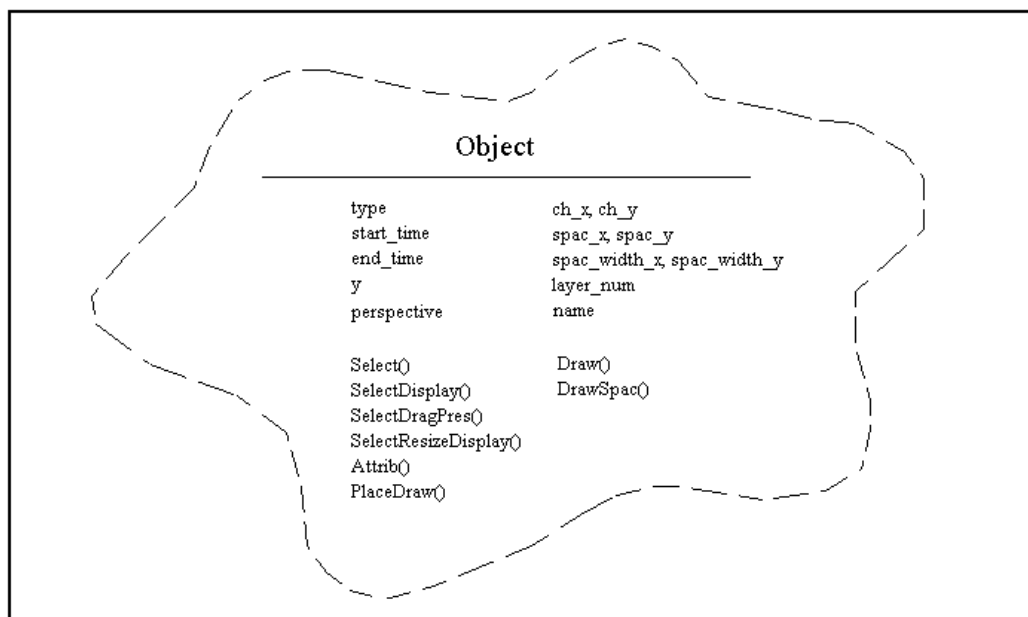 Object
type ch_x, ch_y
start_time spac_x, spac_y
end_time spac_width_x, spac_width_y
y layer_num
perspective name
Select() Draw()
SelectDisplay() DrawSpac()
SelectDragPres()
SelectResizeDisplay()
Attrib()
PlaceDraw()